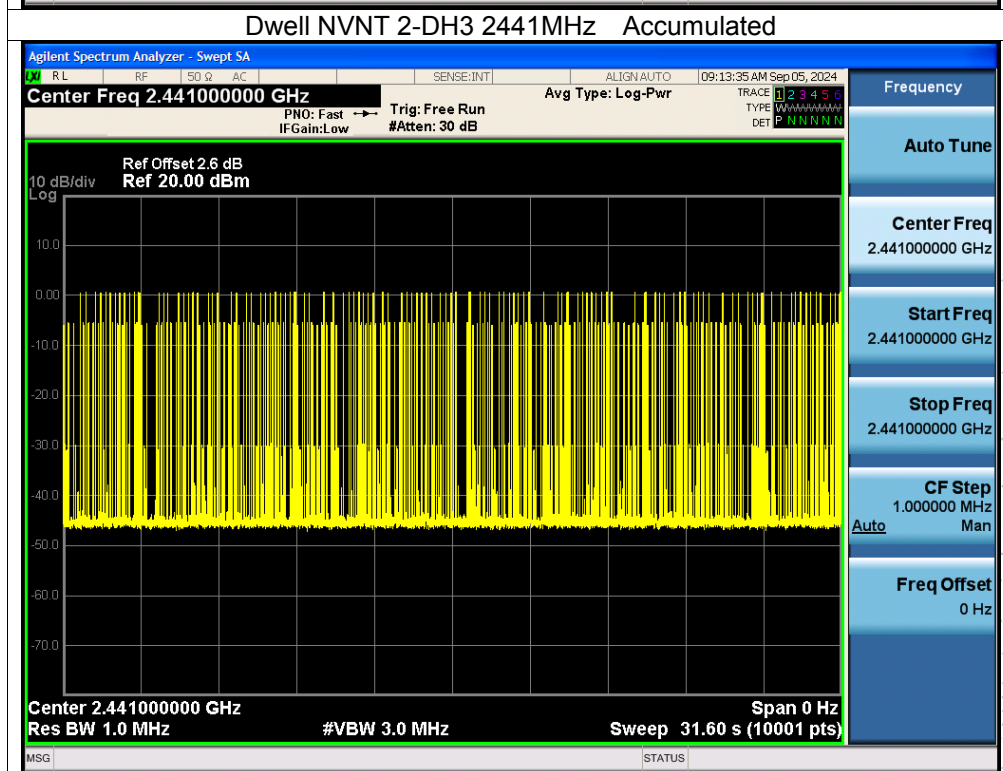 Dwell NVNT 2-DH3 2441MHz Accumulated
Agilent Spectrum Analyzer - Swept SA
LXI RL RF 50 Ω AC SENSE:INT ALIGN AUTO 09:13:35 AM Sep 05, 2024
Center Freq 2.441000000 GHz
PNO: Fast
IFGain:Low
Trig: Free Run
#Atten: 30 dB
Avg Type: Log-Pwr
TRACE 1 2 3 4 5 6
TYPE WWWWWW
DET P N N N N N
Ref Offset 2.6 dB
10 dB/div Ref 20.00 dBm
Log
10.0
0.00
-10.0
-20.0
-30.0
-40.0
-50.0
-60.0
-70.0
Center 2.441000000 GHz Span 0 Hz
Res BW 1.0 MHz #VBW 3.0 MHz Sweep 31.60 s (10001 pts)
MSG STATUS
Frequency
Auto Tune
Center Freq
2.441000000 GHz
Start Freq
2.441000000 GHz
Stop Freq
2.441000000 GHz
CF Step
1.000000 MHz
Auto Man
Freq Offset
0 Hz